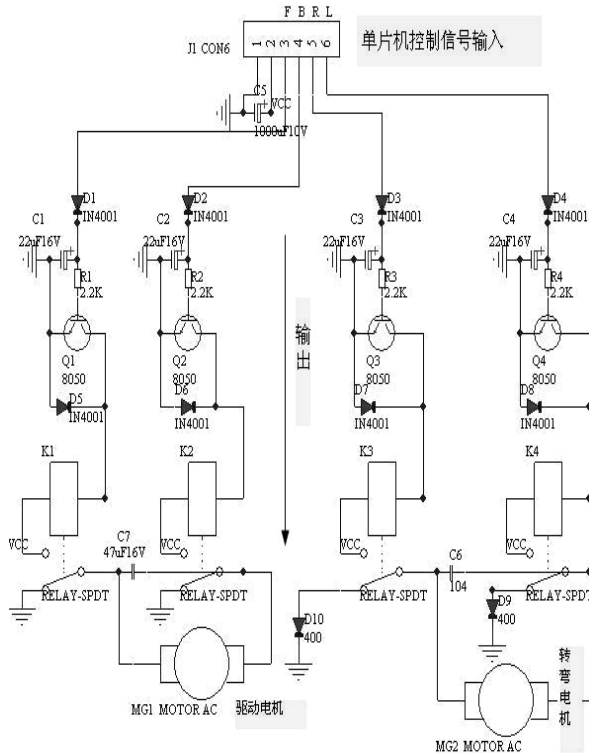 F B R L
J1 CON6
1 2 3 4 5 6
单片机控制信号输入
C5
VCC
1000uF10V
D1
IN4001
D2
IN4001
D3
IN4001
D4
IN4001
C1
22uF16V
C2
22uF16V
C3
22uF16V
C4
22uF16V
R1
2.2K
R2
2.2K
R3
2.2K
R4
2.2K
输出
Q1
8050
Q2
8050
Q3
8050
Q4
8050
D5
IN4001
D6
IN4001
D7
IN4001
D8
IN4001
K1
K2
K3
K4
VCC
C7
47uF16V
VCC
VCC
C6
104
RELAY-SPDT
RELAY-SPDT
RELAY-SPDT
RELAY-SPDT
D10
400
D9
400
MG1 MOTOR AC
驱动电机
转弯电机
MG2 MOTOR AC